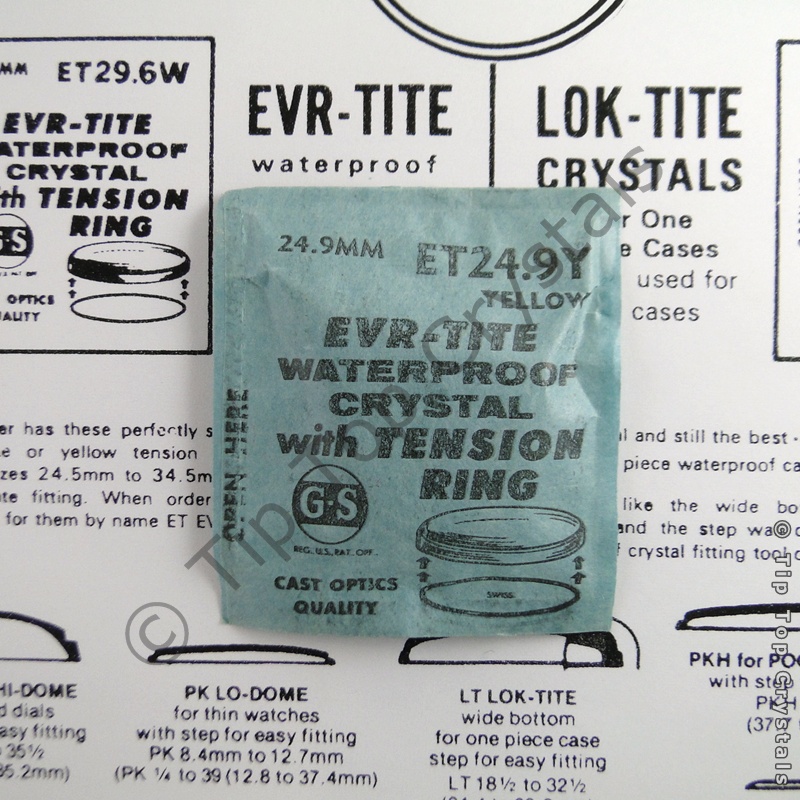 MM ET29.6W
EVR-TITE
WATERPROOF
CRYSTAL
with TENSION
RING
G-S
OPTICS
QUALITY
EVR-TITE
waterproof
LOK-TITE
CRYSTALS
One
Cases
used for
cases
24.9MM ET24.9Y
YELLOW
EVR-TITE
WATERPROOF
CRYSTAL
with TENSION
RING
OPEN HERE
G-S
REG. U.S. PAT. OFF.
SWISS
CAST OPTICS
QUALITY
has these perfectly
or yellow tension
24.5mm to 34.5m
fitting. When order
for them by name ET
and still the best
piece waterproof
like the wide
and the step
crystal fitting
HI-DOME
dials
easy fitting
35½
35.2mm)
PK LO-DOME
for thin watches
with step for easy fitting
PK 8.4mm to 12.7mm
(PK ¼ to 39 (12.8 to 37.4mm)
LT LOK-TITE
wide bottom
for one piece case
step for easy fitting
LT 18½ to 32½
PKH for
with
PKH
© Tip Top Crystals
© Tip Top Crystals